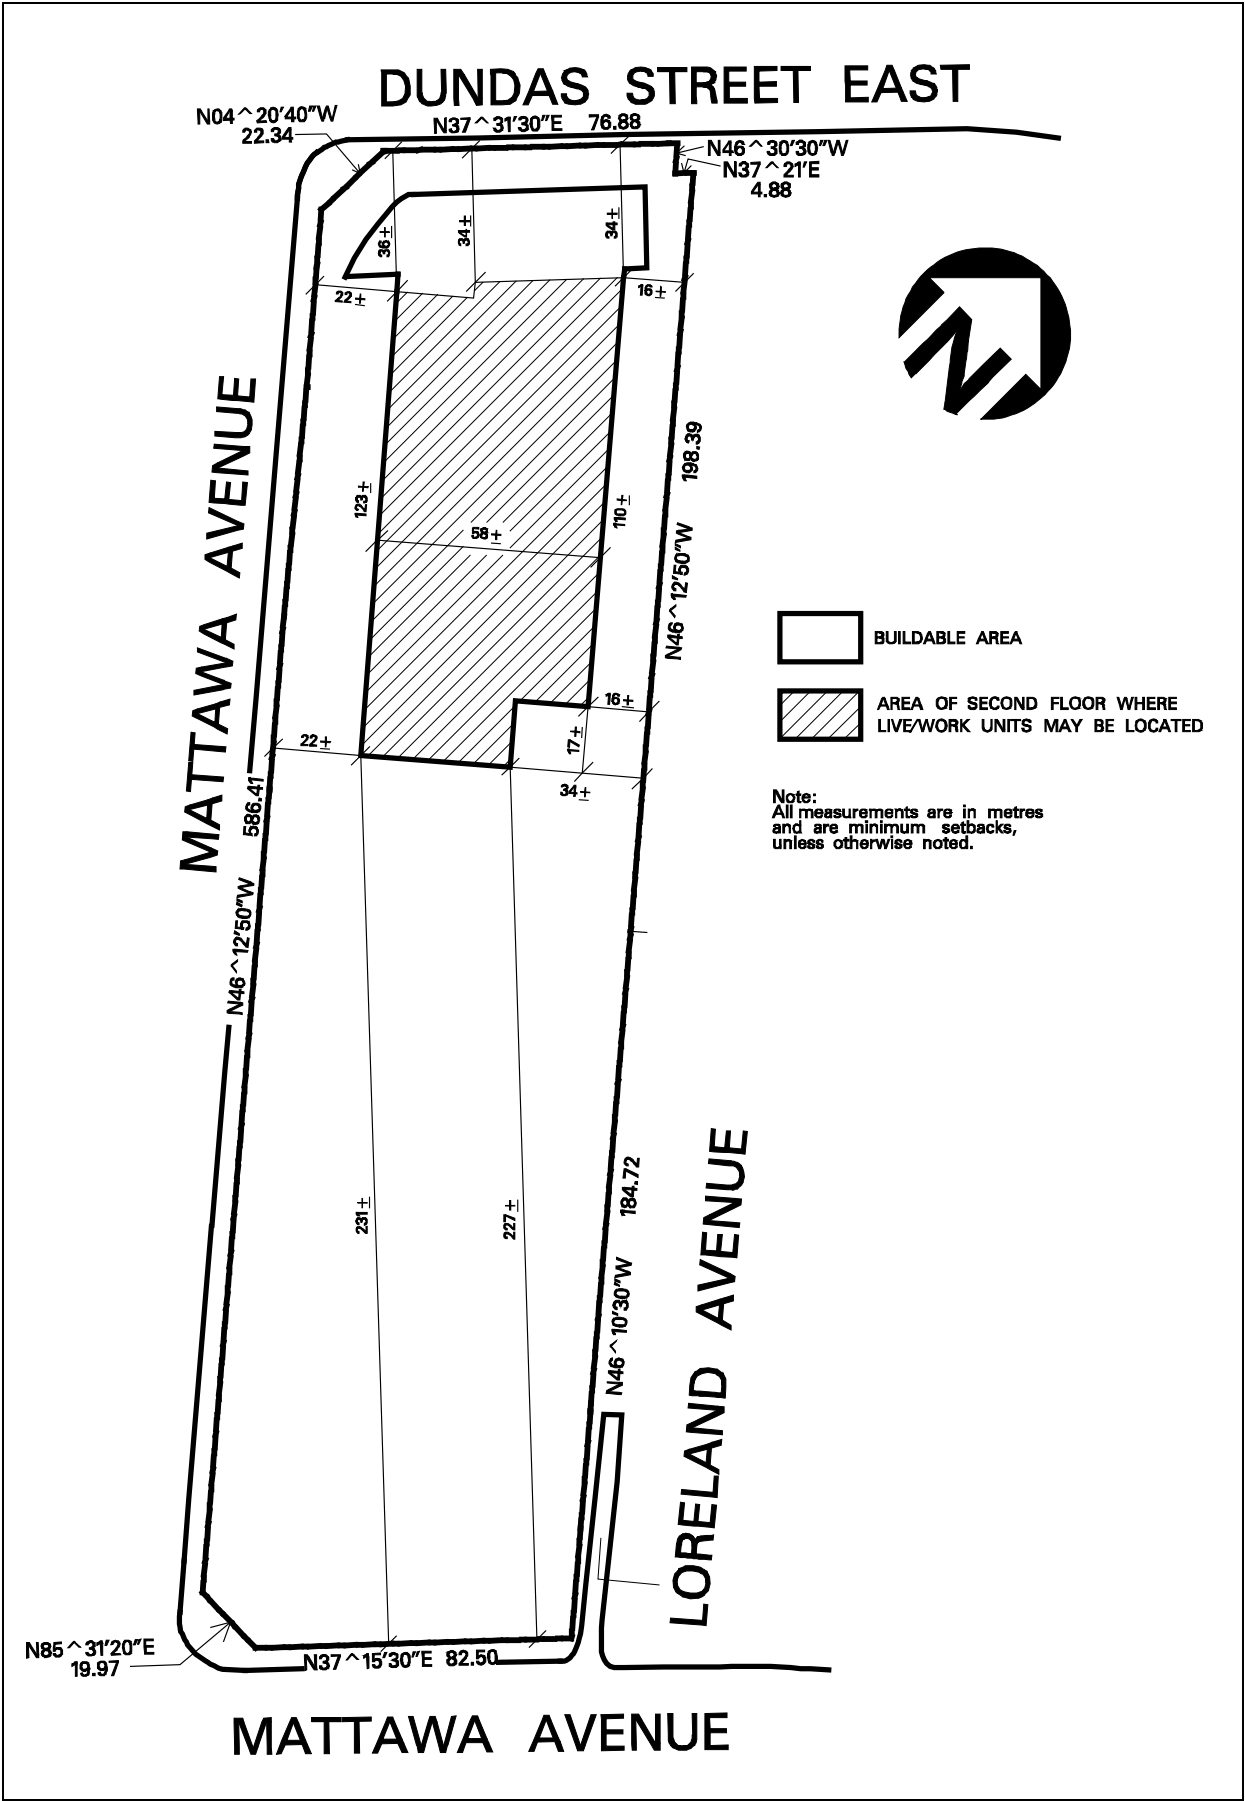 DUNDAS STREET EAST
N04^20'40"W
22.34
N37^31'30"E 76.88
N46^30'30"W
N37^21'E
4.88
36±
34±
34±
22±
16±
N
MATTAWA AVENUE
123±
58±
110±
198.39
N46^12'50"W
BUILDABLE AREA
AREA OF SECOND FLOOR WHERE
LIVE/WORK UNITS MAY BE LOCATED
16±
17±
22±
34±
586.41
N46^12'50"W
Note:
All measurements are in metres
and are minimum setbacks,
unless otherwise noted.
231±
227±
184.72
N46^10'30"W
LORELAND AVENUE
N85^31'20"E
19.97
N37^15'30"E 82.50
MATTAWA AVENUE